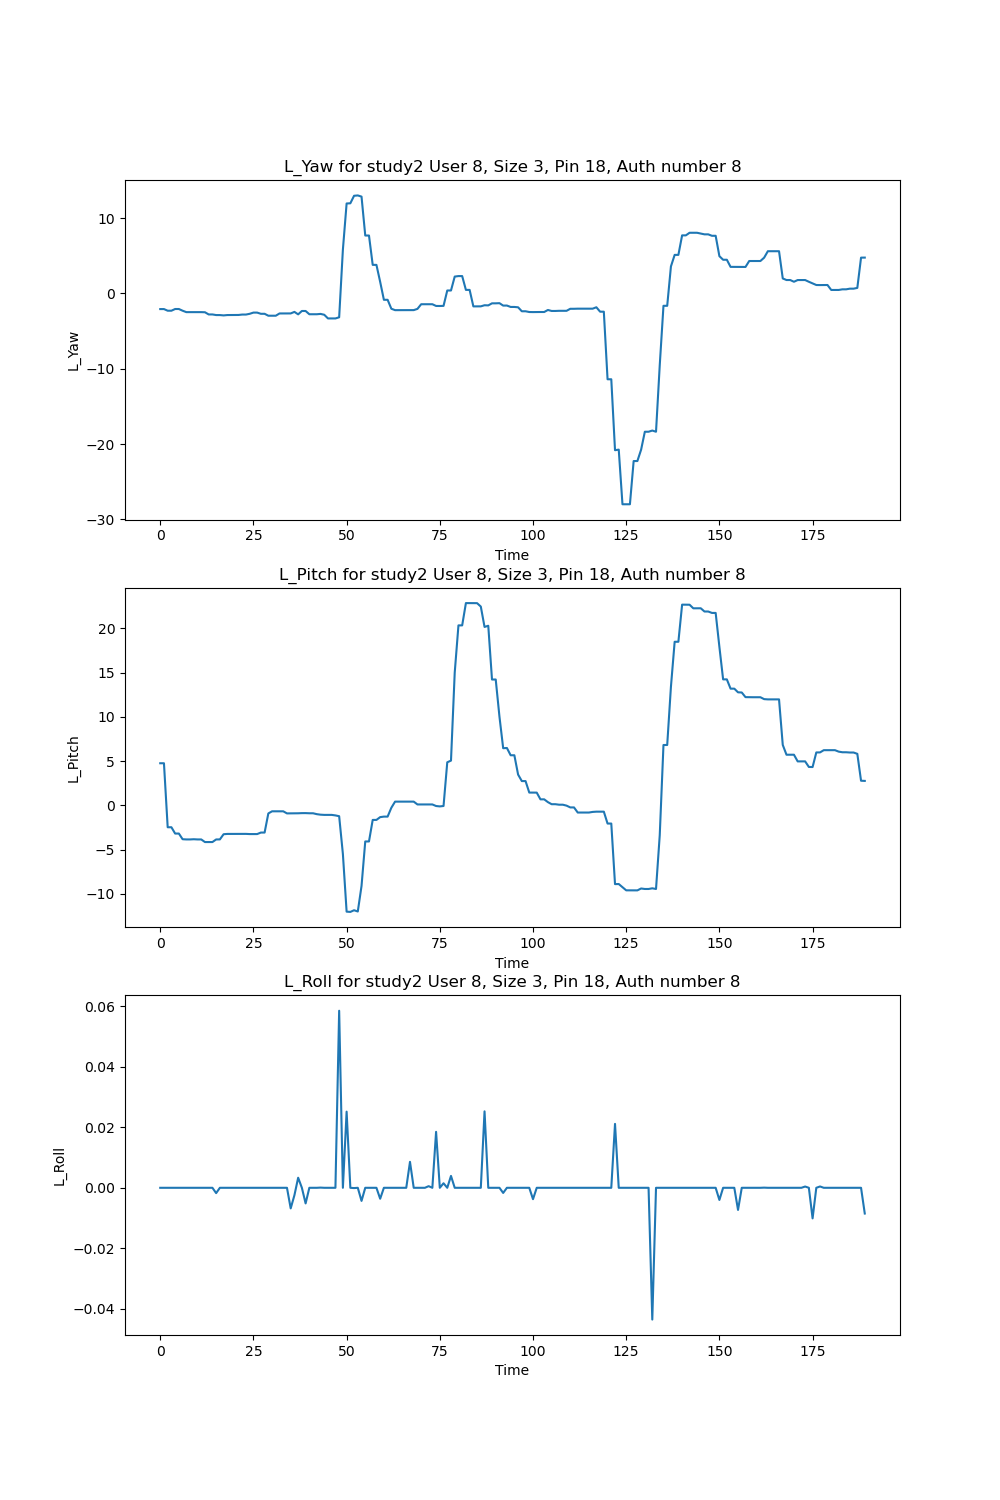 L_Yaw for study2 User 8, Size 3, Pin 18, Auth number 8
10
0
−10
−20
−30
L_Yaw
0 25 50 75 100 125 150 175
Time
L_Pitch for study2 User 8, Size 3, Pin 18, Auth number 8
20
15
10
5
0
−5
−10
L_Pitch
0 25 50 75 100 125 150 175
Time
L_Roll for study2 User 8, Size 3, Pin 18, Auth number 8
0.06
0.04
0.02
0.00
−0.02
−0.04
L_Roll
0 25 50 75 100 125 150 175
Time